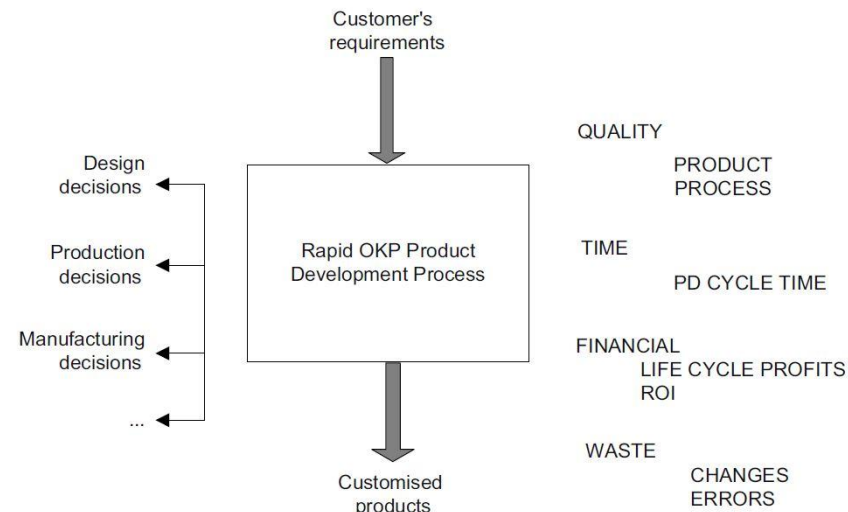 Customer's
requirements
Design
decisions
Production
decisions
Manufacturing
decisions
...
Rapid OKP Product
Development Process
Customised
products
QUALITY
PRODUCT
PROCESS
TIME
PD CYCLE TIME
FINANCIAL
LIFE CYCLE PROFITS
ROI
WASTE
CHANGES
ERRORS